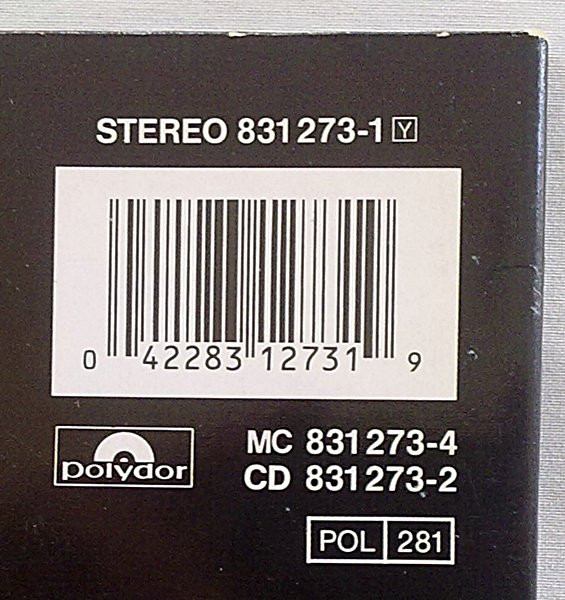 STEREO 831 273-1 Y
0 42283 12731 9
polydor
MC 831 273-4
CD 831 273-2
POL 281